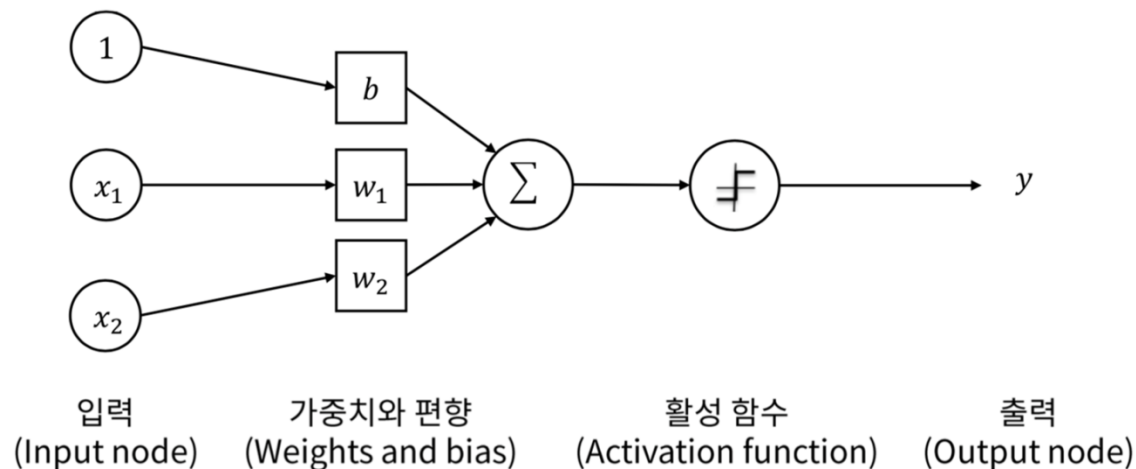 1
b
x₁
w₁
∑
y
w₂
x₂
입력 가중치와 편향 활성 함수 출력
(Input node) (Weights and bias) (Activation function) (Output node)